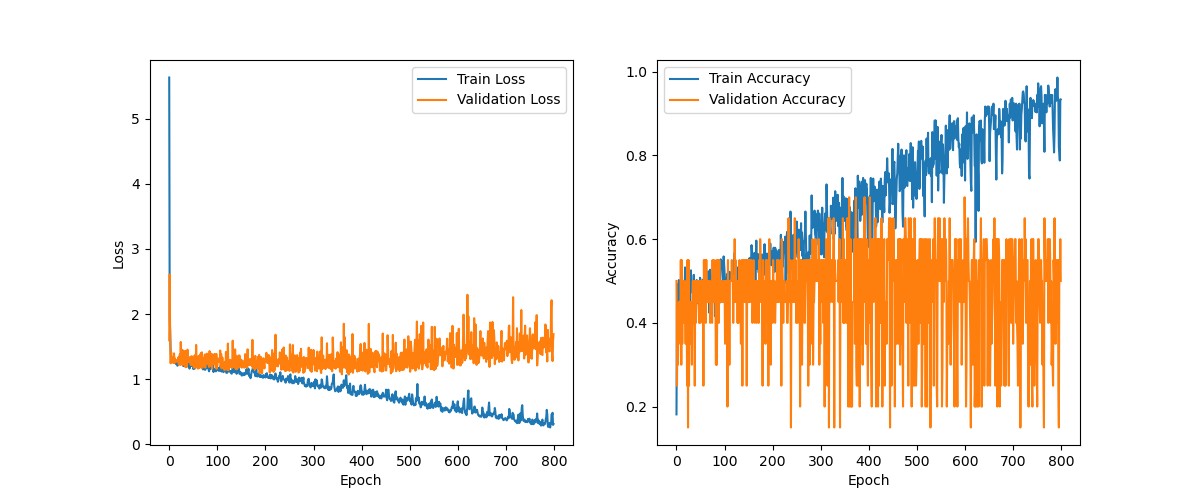 Train Loss
Validation Loss
5
4
3
2
1
0
Loss
0 100 200 300 400 500 600 700 800
Epoch
Train Accuracy
Validation Accuracy
1.0
0.8
0.6
0.4
0.2
Accuracy
0 100 200 300 400 500 600 700 800
Epoch